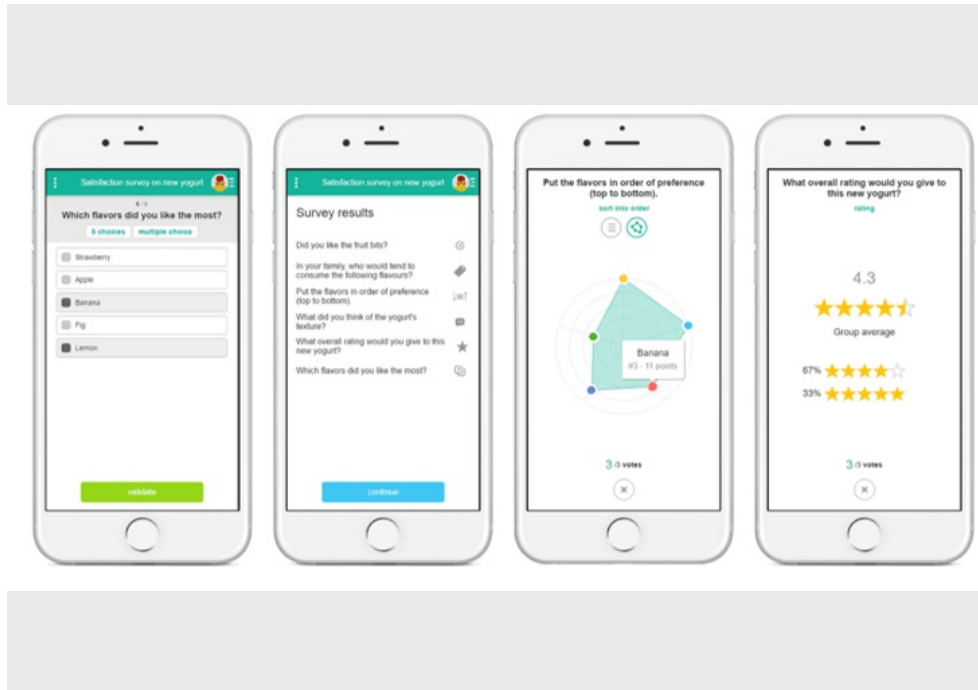 Satisfaction survey on new yogurt
6 /6
Which flavors did you like the most?
5 choices
multiple choice
Strawberry
Apple
Banana
Fig
Lemon
validate
Satisfaction survey on new yogurt
Survey results
Did you like the fruit bits?
In your family, who would tend to
consume the following flavours?
Put the flavors in order of preference
(top to bottom).
What did you think of the yogurt's
texture?
What overall rating would you give to this
new yogurt?
Which flavors did you like the most?
continue
Put the flavors in order of preference
(top to bottom).
sort into order
Banana
#3 - 11 points
3 /3 votes
What overall rating would you give to
this new yogurt?
rating
4.3
Group average
67%
33%
3 /3 votes